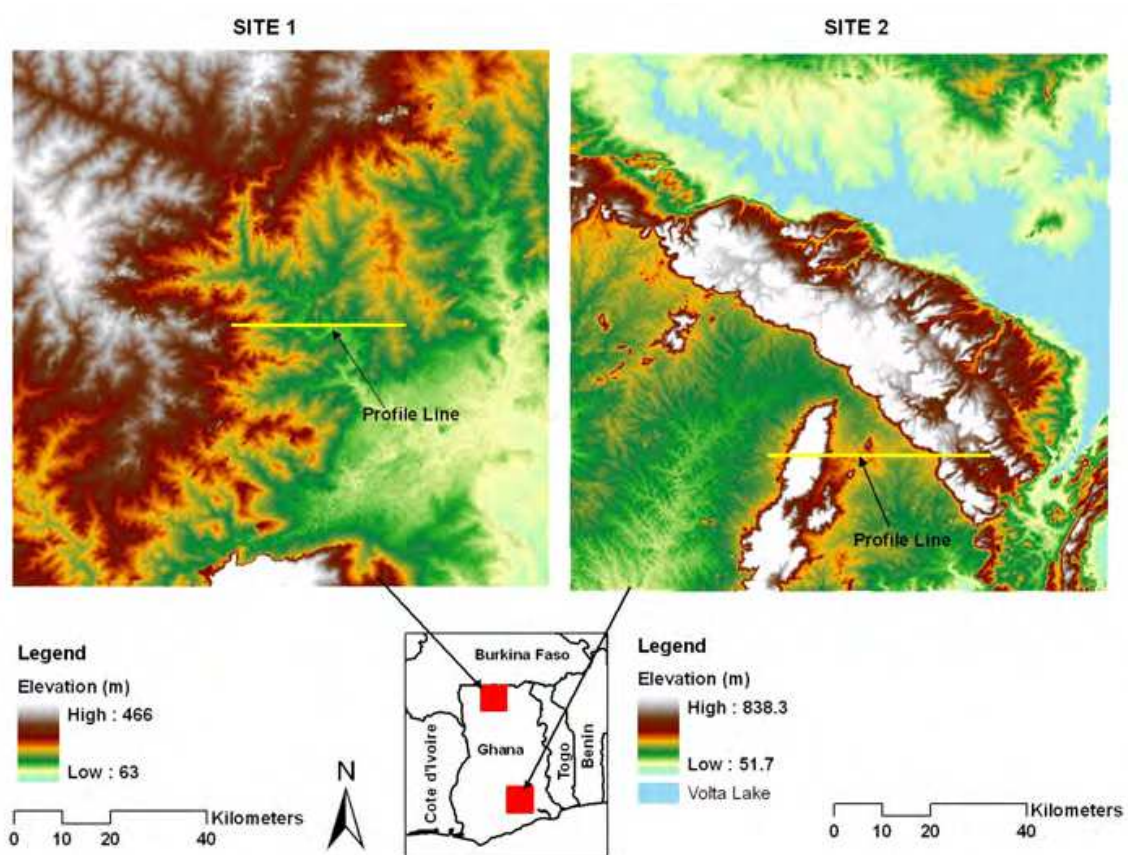 SITE 1
SITE 2
Profile Line
Profile Line
Legend
Elevation (m)
High : 466
Low : 63
0 10 20 40
Kilometers
N
Burkina Faso
Cote d'Ivoire
Ghana
Togo
Benin
Legend
Elevation (m)
High : 838.3
Low : 51.7
Volta Lake
Kilometers
0 10 20 40